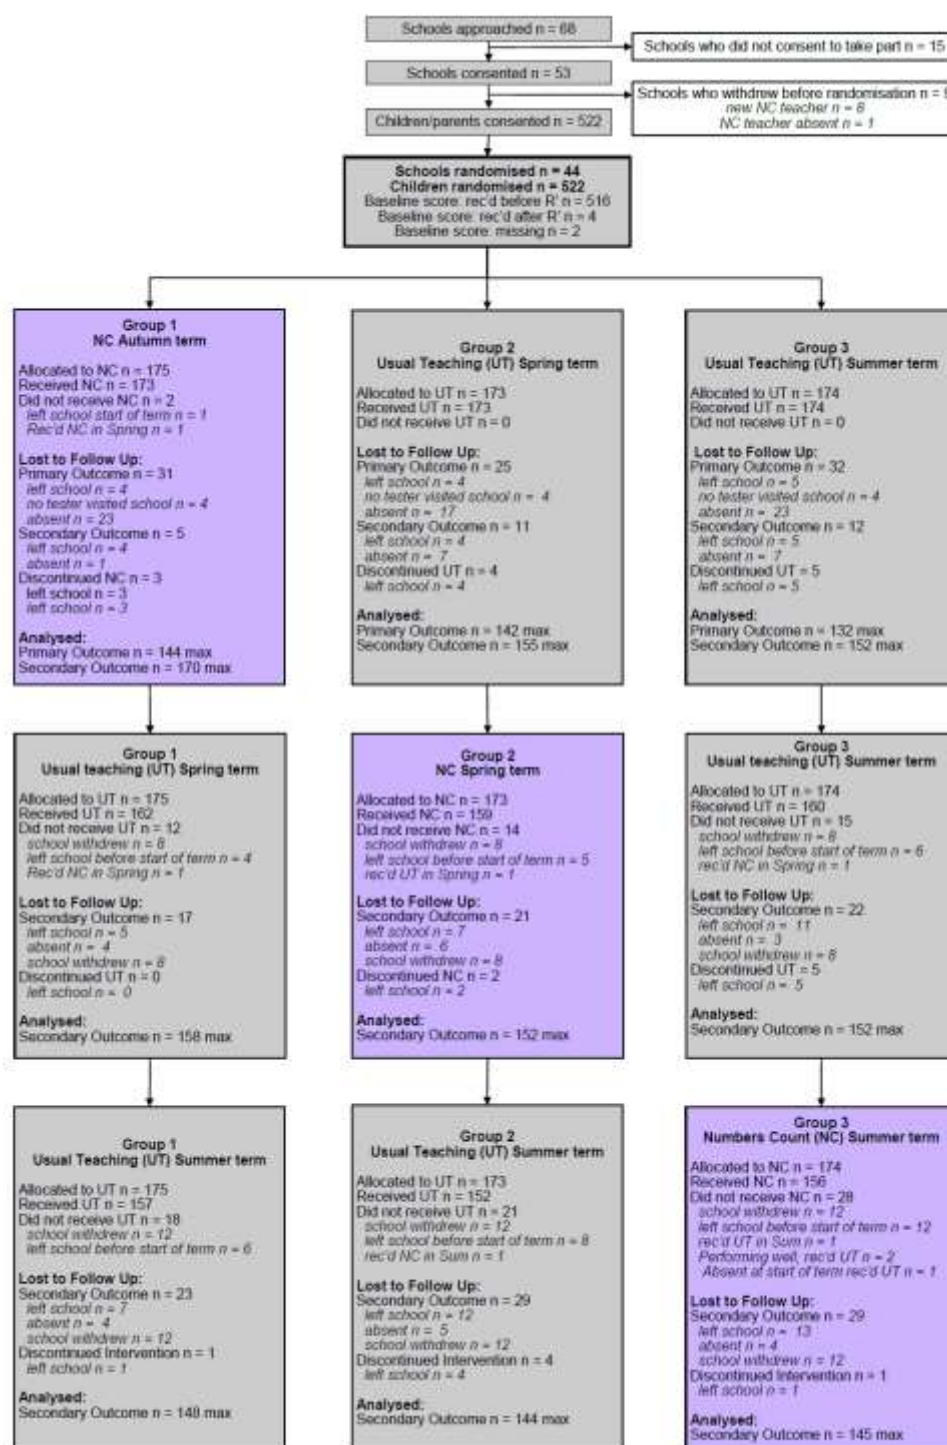 Schools approached n = 68
Schools who did not consent to take part n = 15
Schools consented n = 53
Schools who withdrew before randomisation n = 9
new NC teacher n = 8
NC teacher absent n = 1
Children/parents consented n = 522
Schools randomised n = 44
Children randomised n = 522
Baseline score: rec'd before R' n = 516
Baseline score: rec'd after R' n = 4
Baseline score: missing n = 2
Group 1
NC Autumn term
Allocated to NC n = 175
Received NC n = 173
Did not receive NC n = 2
left school start of term n = 1
Rec'd NC in Spring n = 1
Lost to Follow Up:
Primary Outcome n = 31
left school n = 4
no tester visited school n = 4
absent n = 23
Secondary Outcome n = 5
left school n = 4
absent n = 1
Discontinued NC n = 3
left school n = 3
left school n = 3
Analysed:
Primary Outcome n = 144 max
Secondary Outcome n = 170 max
Group 2
Usual Teaching (UT) Spring term
Allocated to UT n = 173
Received UT n = 173
Did not receive UT n = 0
Lost to Follow Up:
Primary Outcome n = 25
left school n = 4
no tester visited school n = 4
absent n = 17
Secondary Outcome n = 11
left school n = 4
absent n = 7
Discontinued UT n = 4
left school n = 4
Analysed:
Primary Outcome n = 142 max
Secondary Outcome n = 155 max
Group 3
Usual Teaching (UT) Summer term
Allocated to UT n = 174
Received UT n = 174
Did not receive UT n = 0
Lost to Follow Up:
Primary Outcome n = 32
left school n = 5
no tester visited school n = 4
absent n = 23
Secondary Outcome n = 12
left school n = 5
absent n = 7
Discontinued UT = 5
left school n = 5
Analysed:
Primary Outcome n = 132 max
Secondary Outcome n = 152 max
Group 1
Usual teaching (UT) Spring term
Allocated to UT n = 175
Received UT n = 162
Did not receive UT n = 12
school withdrew n = 8
left school before start of term n = 4
Rec'd NC in Spring n = 1
Lost to Follow Up:
Secondary Outcome n = 17
left school n = 5
absent n = 4
school withdrew n = 8
Discontinued UT n = 0
left school n = 0
Analysed:
Secondary Outcome n = 158 max
Group 2
NC Spring term
Allocated to NC n = 173
Received NC n = 159
Did not receive NC n = 14
school withdrew n = 8
left school before start of term n = 5
rec'd UT in Spring n = 1
Lost to Follow Up:
Secondary Outcome n = 21
left school n = 7
absent n = 6
school withdrew n = 8
Discontinued NC n = 2
left school n = 2
Analysed:
Secondary Outcome n = 152 max
Group 3
Usual teaching (UT) Summer term
Allocated to UT n = 174
Received UT n = 160
Did not receive UT n = 15
school withdrew n = 8
left school before start of term n = 6
rec'd NC in Spring n = 1
Lost to Follow Up:
Secondary Outcome n = 22
left school n = 11
absent n = 3
school withdrew n = 8
Discontinued UT = 5
left school n = 5
Analysed:
Secondary Outcome n = 152 max
Group 1
Usual Teaching (UT) Summer term
Allocated to UT n = 175
Received UT n = 157
Did not receive UT n = 18
school withdrew n = 12
left school before start of term n = 6
Lost to Follow Up:
Secondary Outcome n = 23
left school n = 7
absent n = 4
school withdrew n = 12
Discontinued Intervention n = 1
left school n = 1
Analysed:
Secondary Outcome n = 148 max
Group 2
Usual Teaching (UT) Summer term
Allocated to UT n = 173
Received UT n = 152
Did not receive UT n = 21
school withdrew n = 12
left school before start of term n = 8
rec'd NC in Sum n = 1
Lost to Follow Up:
Secondary Outcome n = 29
left school n = 12
absent n = 5
school withdrew n = 12
Discontinued Intervention n = 4
left school n = 4
Analysed:
Secondary Outcome n = 144 max
Group 3
Numbers Count (NC) Summer term
Allocated to NC n = 174
Received NC n = 156
Did not receive NC n = 28
school withdrew n = 12
left school before start of term n = 12
rec'd UT in Sum n = 1
Performing well, rec'd UT n = 2
Absent at start of term rec'd UT n = 1
Lost to Follow Up:
Secondary Outcome n = 29
left school n = 13
absent n = 4
school withdrew n = 12
Discontinued Intervention n = 1
left school n = 1
Analysed:
Secondary Outcome n = 145 max